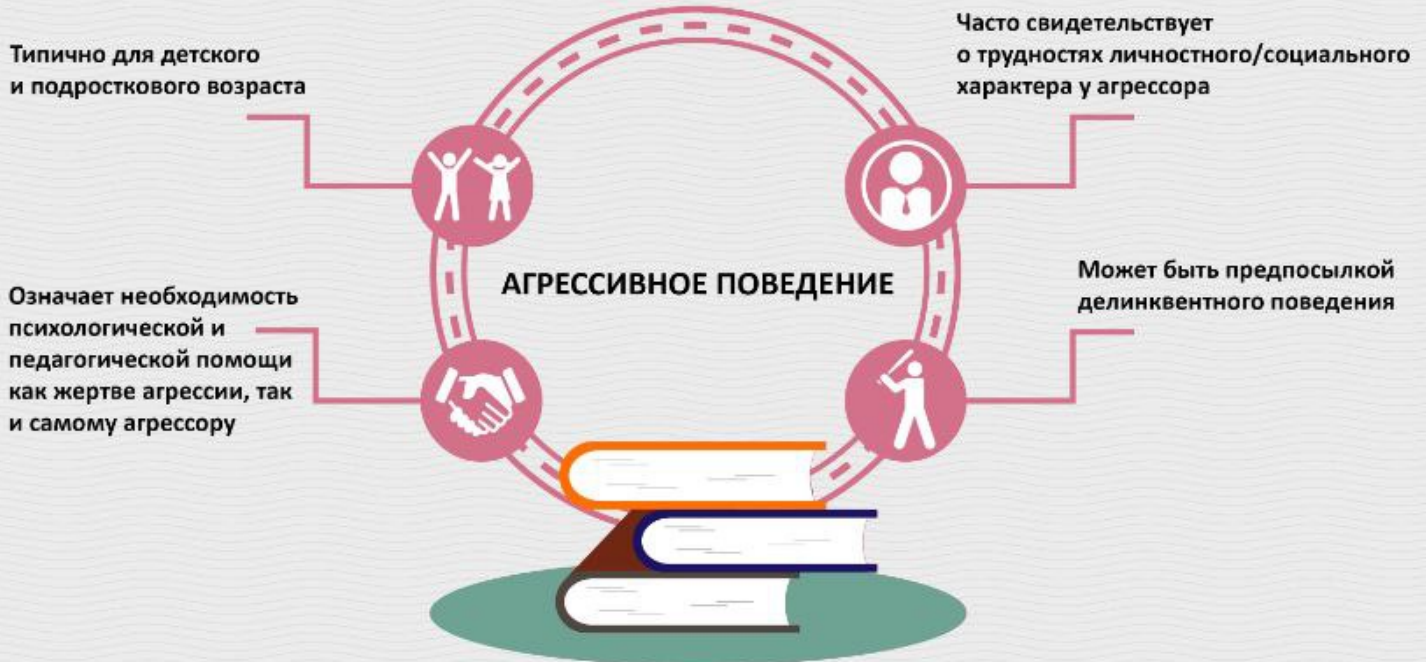 Типично для детского
и подросткового возраста
Часто свидетельствует
о трудностях личностного/социального
характера у агрессора
АГРЕССИВНОЕ ПОВЕДЕНИЕ
Означает необходимость
психологической и
педагогической помощи
как жертве агрессии, так
и самому агрессору
Может быть предпосылкой
делинквентного поведения